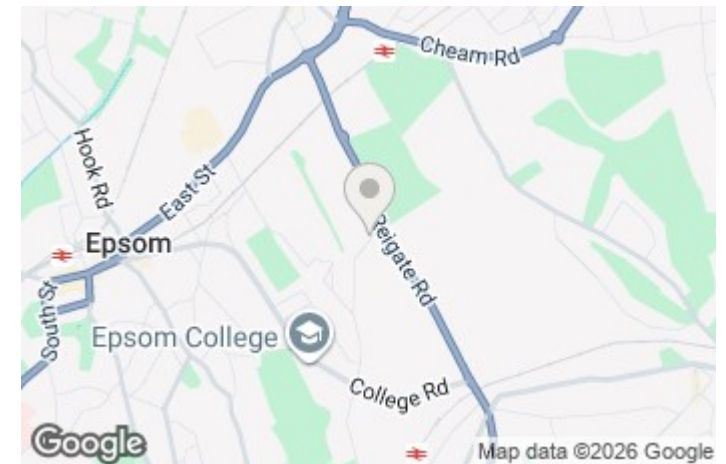 Cheam Rd
Hook Rd
East St
Epsom
Reigate Rd
South St
Epsom College
College Rd
Google
Map data ©2026 Google